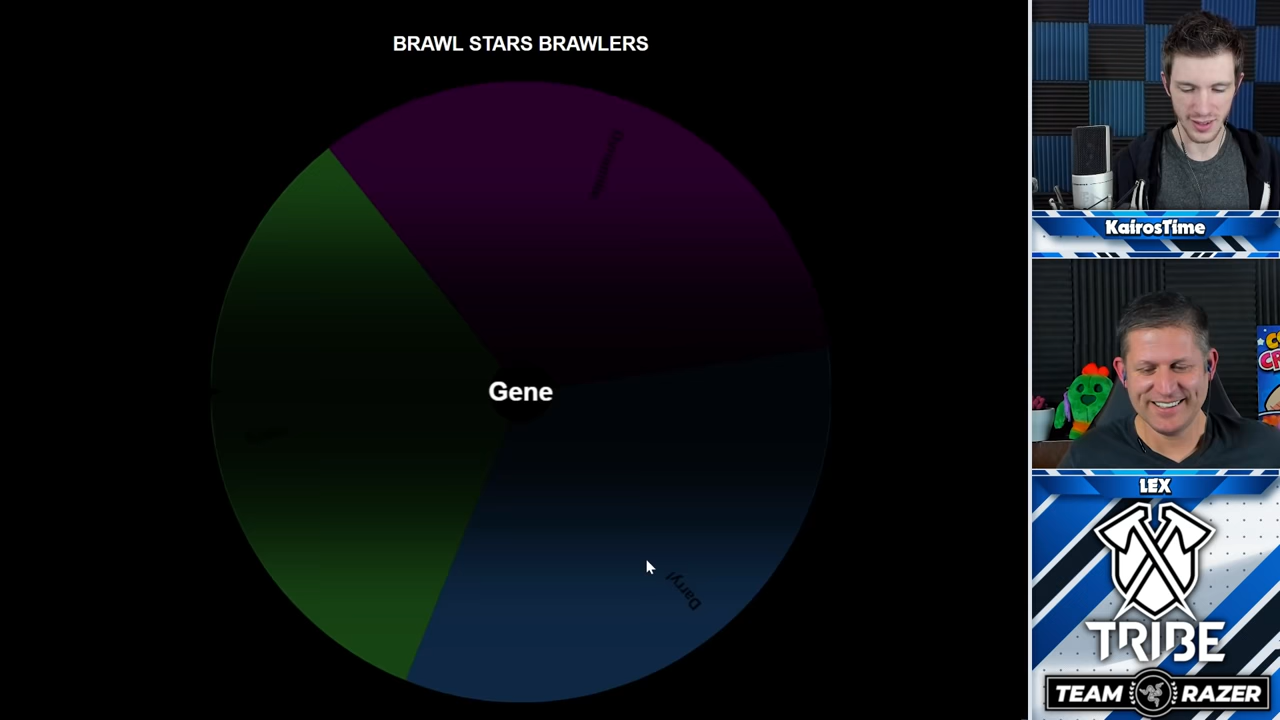 BRAWL STARS BRAWLERS
Gene
Darryl
KairosTime
LEX
TRIBE
TEAM RAZER